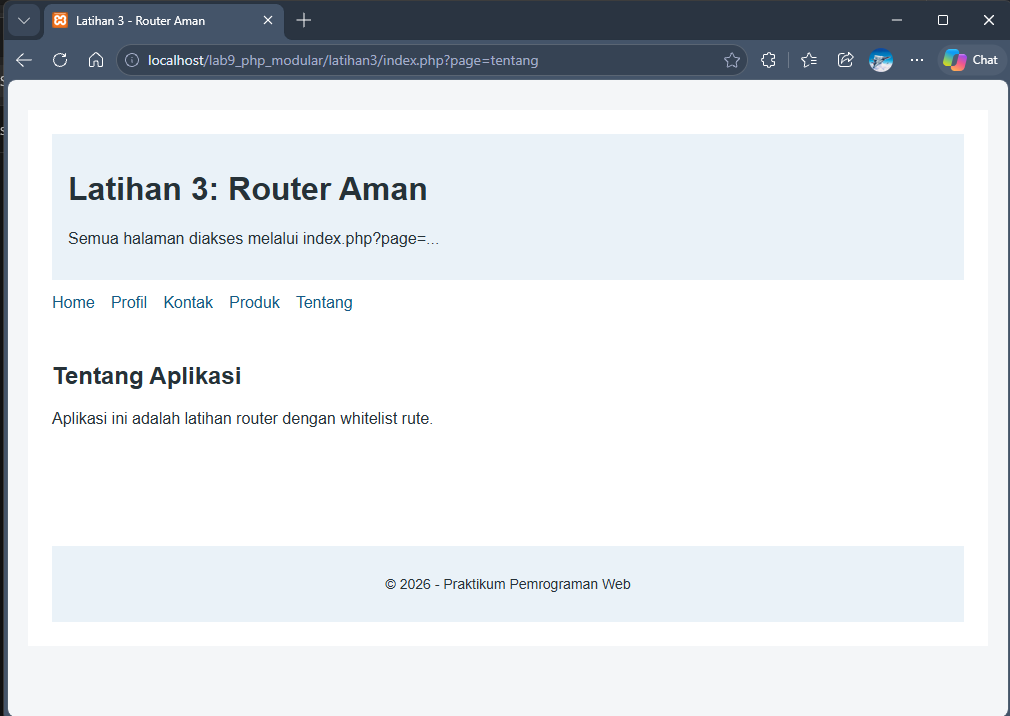 Latihan 3 - Router Aman
localhost/lab9_php_modular/latihan3/index.php?page=tentang
Chat
Latihan 3: Router Aman
Semua halaman diakses melalui index.php?page=...
Home Profil Kontak Produk Tentang
Tentang Aplikasi
Aplikasi ini adalah latihan router dengan whitelist rute.
© 2026 - Praktikum Pemrograman Web